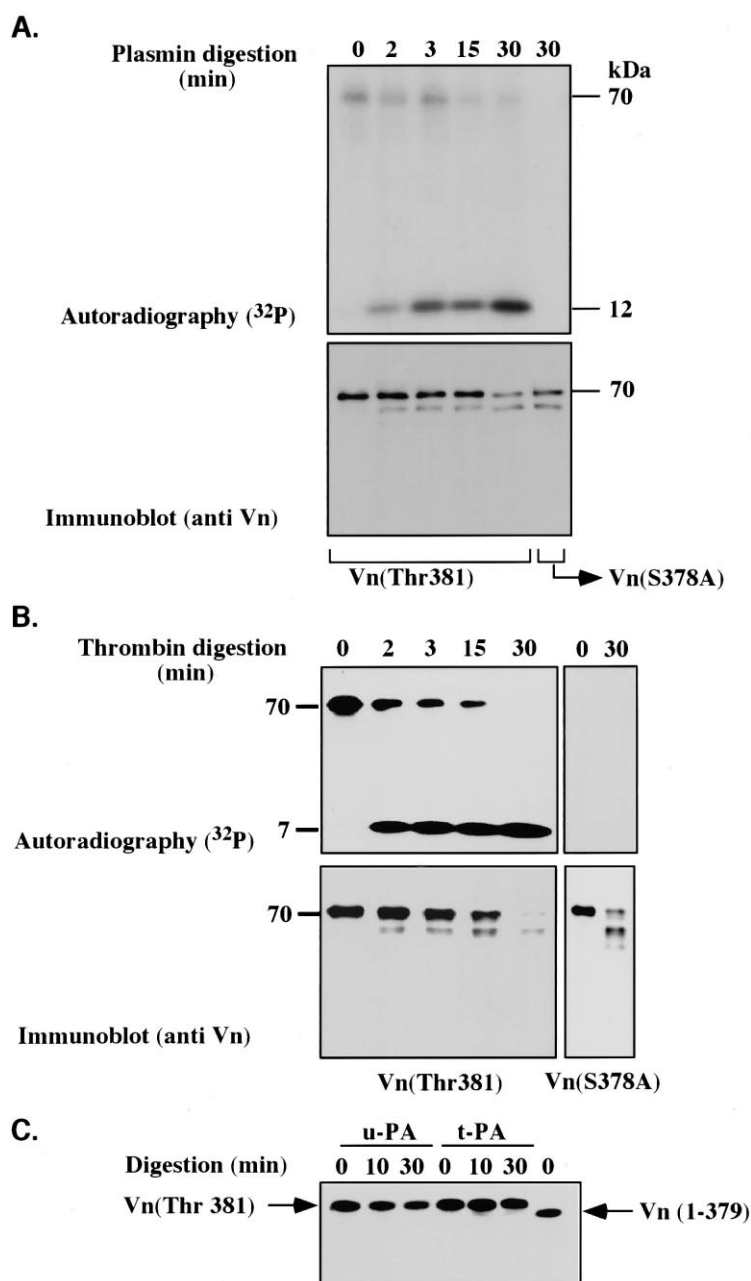 A.
Plasmin digestion
(min)
0 2 3 15 30 30
kDa
70
12
Autoradiography (32P)
70
Immunoblot (anti Vn)
Vn(Thr381)
Vn(S378A)
B.
Thrombin digestion
(min)
0 2 3 15 30 0 30
70
7
Autoradiography (32P)
70
Immunoblot (anti Vn)
Vn(Thr381) Vn(S378A)
C.
u-PA t-PA
Digestion (min) 0 10 30 0 10 30 0
Vn(Thr 381)
Vn (1-379)